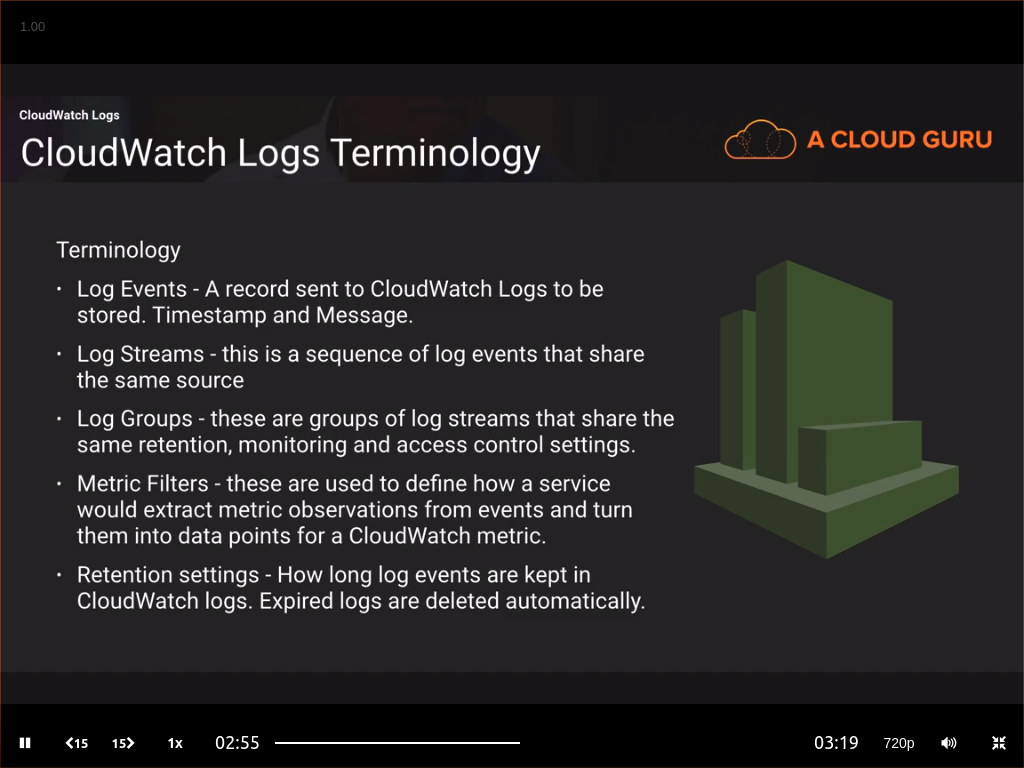 1.00
CloudWatch Logs
CloudWatch Logs Terminology
A CLOUD GURU
Terminology
· Log Events - A record sent to CloudWatch Logs to be
stored. Timestamp and Message.
· Log Streams - this is a sequence of log events that share
the same source
· Log Groups - these are groups of log streams that share the
same retention, monitoring and access control settings.
· Metric Filters - these are used to define how a service
would extract metric observations from events and turn
them into data points for a CloudWatch metric.
· Retention settings - How long log events are kept in
CloudWatch logs. Expired logs are deleted automatically.
15 15 1x 02:55 03:19 720p